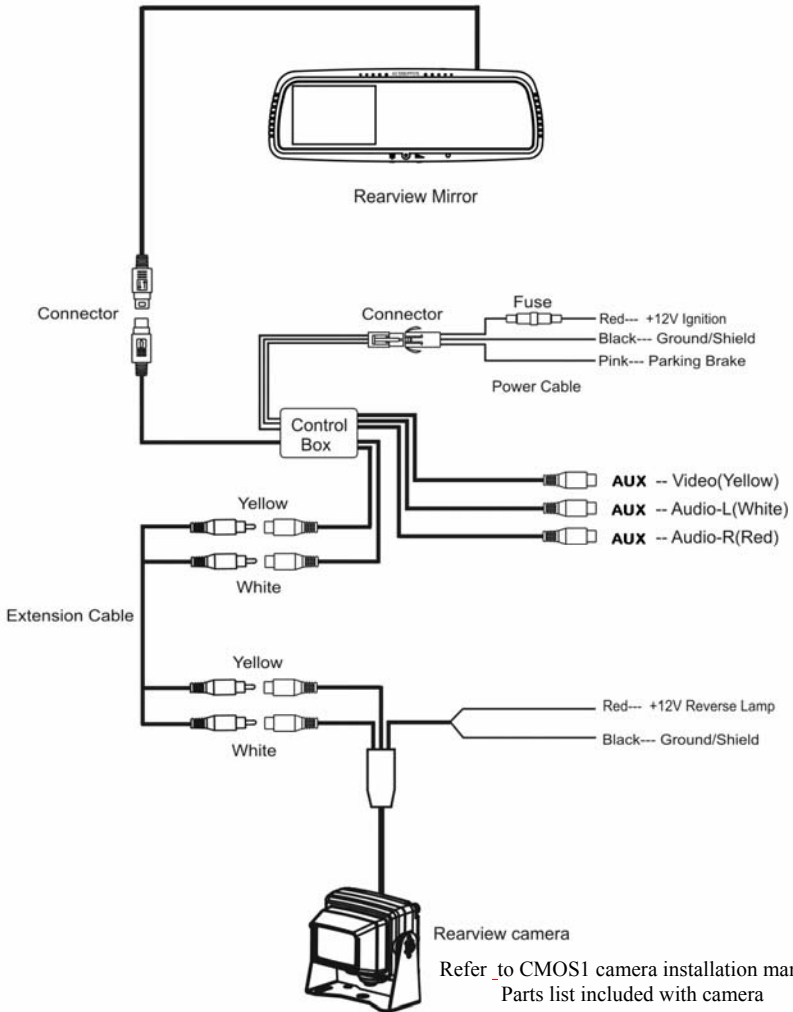 Rearview Mirror
Connector
Connector
Fuse
Red--- +12V Ignition
Black--- Ground/Shield
Pink--- Parking Brake
Power Cable
Control
Box
AUX -- Video(Yellow)
AUX -- Audio-L(White)
AUX -- Audio-R(Red)
Yellow
White
Extension Cable
Yellow
White
Red--- +12V Reverse Lamp
Black--- Ground/Shield
Rearview camera
Refer _to CMOS1 camera installation
Parts list included with camera